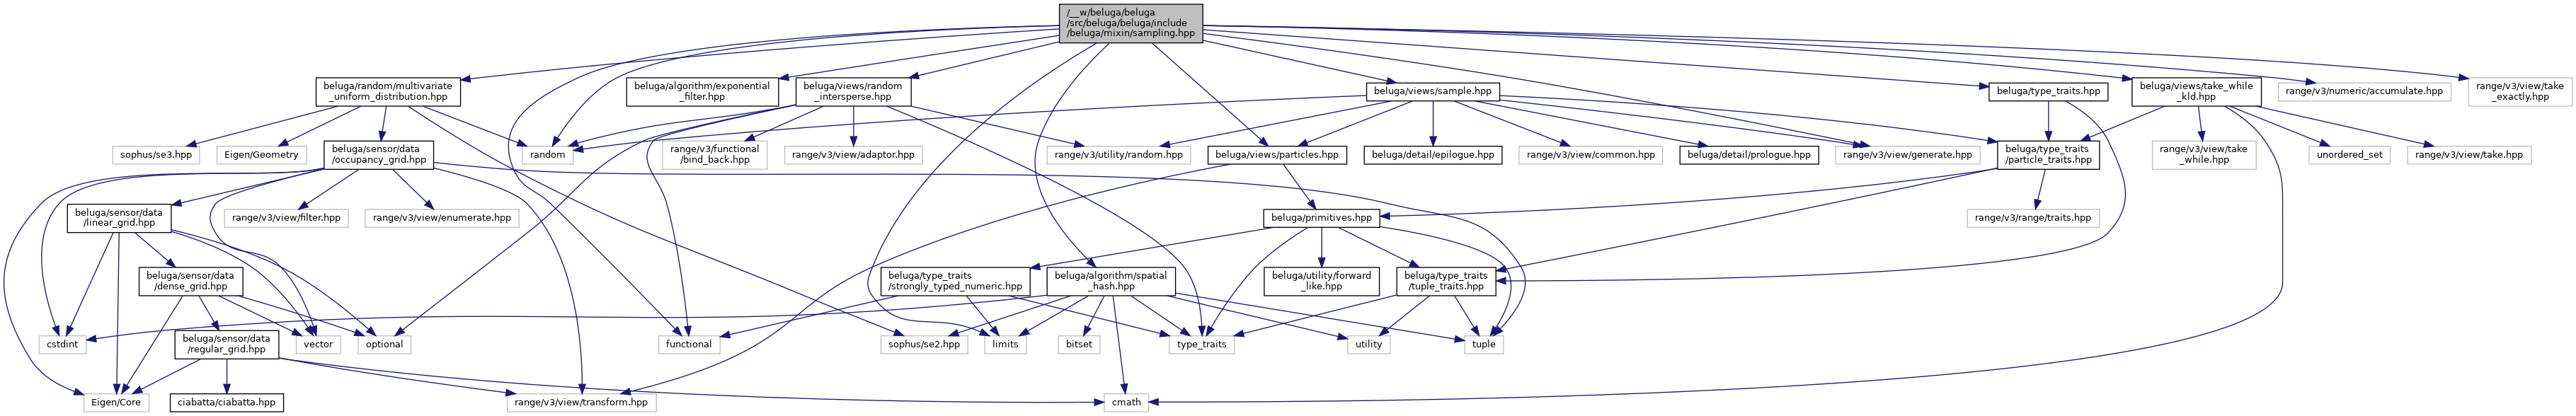 /__w/beluga/beluga
/src/beluga/beluga/include
/beluga/mixin/sampling.hpp
beluga/random/multivariate
_uniform_distribution.hpp
beluga/algorithm/exponential
_filter.hpp
beluga/views/random
_intersperse.hpp
beluga/views/sample.hpp
beluga/type_traits.hpp
beluga/views/take_while
_kld.hpp
range/v3/numeric/accumulate.hpp
range/v3/view/take
_exactly.hpp
sophus/se3.hpp
Eigen/Geometry
beluga/sensor/data
/occupancy_grid.hpp
random
range/v3/functional
/bind_back.hpp
range/v3/view/adaptor.hpp
range/v3/utility/random.hpp
beluga/views/particles.hpp
beluga/detail/epilogue.hpp
range/v3/view/common.hpp
beluga/detail/prologue.hpp
range/v3/view/generate.hpp
beluga/type_traits
/particle_traits.hpp
range/v3/view/take
_while.hpp
unordered_set
range/v3/view/take.hpp
beluga/sensor/data
/linear_grid.hpp
range/v3/view/filter.hpp
range/v3/view/enumerate.hpp
beluga/primitives.hpp
range/v3/range/traits.hpp
beluga/sensor/data
/dense_grid.hpp
beluga/type_traits
/strongly_typed_numeric.hpp
beluga/algorithm/spatial
_hash.hpp
beluga/utility/forward
_like.hpp
beluga/type_traits
/tuple_traits.hpp
cstdint
beluga/sensor/data
/regular_grid.hpp
vector
optional
functional
sophus/se2.hpp
limits
bitset
type_traits
utility
tuple
Eigen/Core
ciabatta/ciabatta.hpp
range/v3/view/transform.hpp
cmath